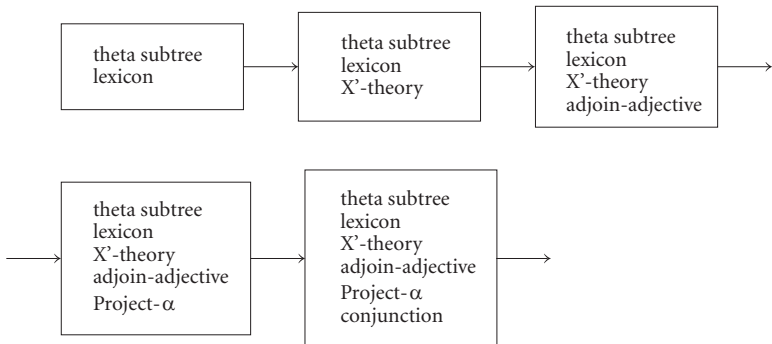 theta subtree
lexicon
theta subtree
lexicon
X'-theory
theta subtree
lexicon
X'-theory
adjoin-adjective
theta subtree
lexicon
X'-theory
adjoin-adjective
Project-α
theta subtree
lexicon
X'-theory
adjoin-adjective
Project-α
conjunction